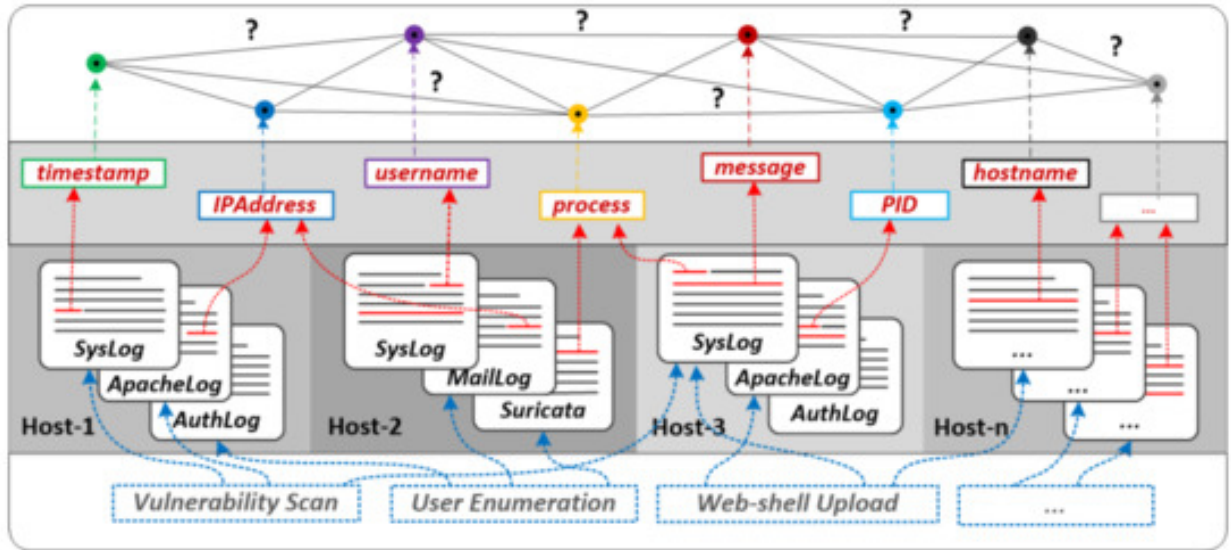 ?
?
?
?
?
?
timestamp
username
message
hostname
IPAddress
process
PID
...
SysLog
ApacheLog
AuthLog
Host-1
SysLog
MailLog
Suricata
Host-2
SysLog
ApacheLog
AuthLog
Host-3
...
...
...
Host-n
Vulnerability Scan
User Enumeration
Web-shell Upload
...